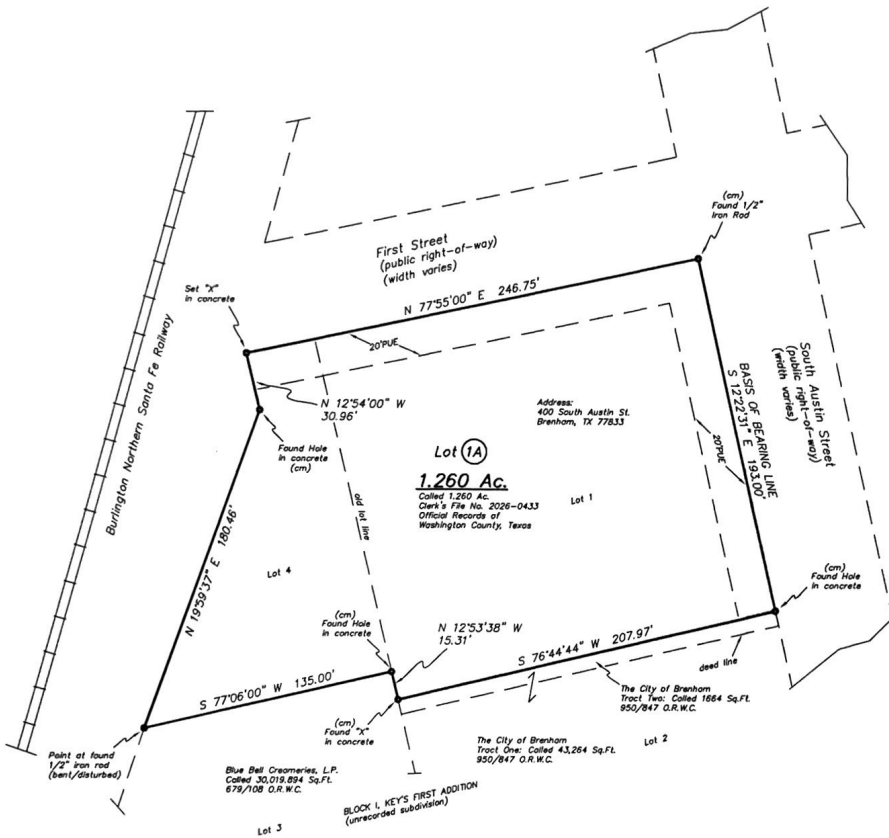 (cm)
Found 1/2"
Iron Rod
First Street
(public right-of-way)
(width varies)
Set "X"
in concrete
N 77°55'00" E 246.75'
20'PUE
Burlington Northern Santa Fe Railway
N 12°54'00" W
30.96'
Address:
400 South Austin St.
Brenham, TX 77833
BASIS OF BEARING LINE
S 12°22'31" E 193.00'
South Austin Street
(public right-of-way)
(width varies)
20'PUE
Found Hole
in concrete
(cm)
Lot 1A
1.260 Ac.
Called 1.260 Ac.
Clerk's File No. 2026-0433
Official Records of
Washington County, Texas
Lot 1
old lot line
N 19°59'37" E 180.46'
Lot 4
(cm)
Found Hole
in concrete
(cm)
Found Hole
in concrete
N 12°53'38" W
15.31'
S 76°44'44" W 207.97'
deed line
S 77°06'00" W 135.00'
The City of Brenham
Tract Two: Called 1664 Sq.Ft.
950/847 O.R.W.C.
(cm)
Found "X"
in concrete
Point at found
1/2" iron rod
(bent/disturbed)
The City of Brenham
Tract One: Called 43,264 Sq.Ft.
950/847 O.R.W.C.
Lot 2
Blue Bell Creameries, L.P.
Called 30,019.894 Sq.Ft.
679/108 O.R.W.C.
BLOCK I, KEY'S FIRST ADDITION
(unrecorded subdivision)
Lot 3